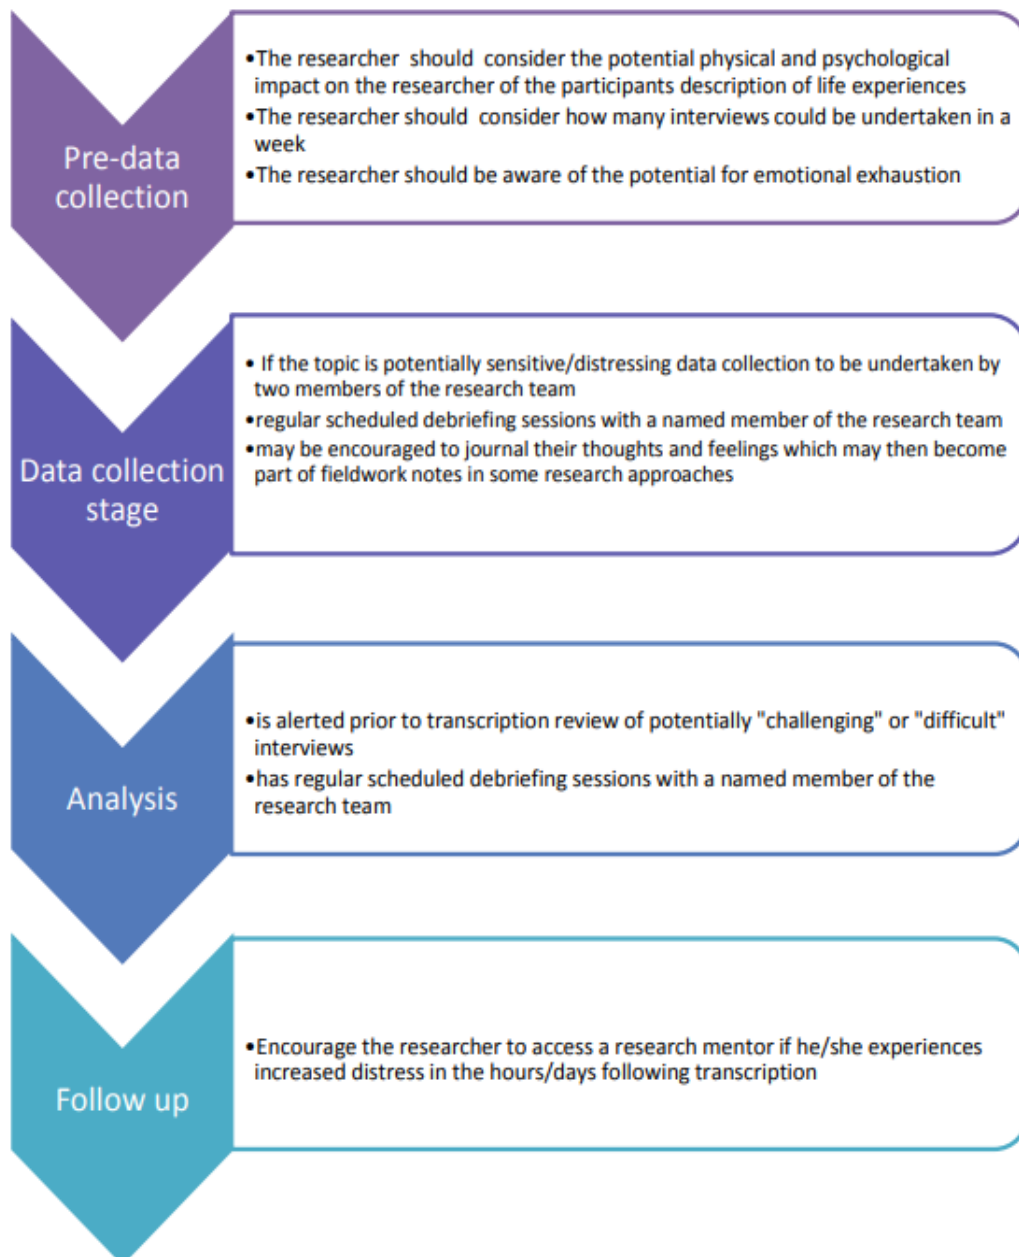 Pre-data
collection
•The researcher should consider the potential physical and psychological
impact on the researcher of the participants description of life experiences
•The researcher should consider how many interviews could be undertaken in a
week
•The researcher should be aware of the potential for emotional exhaustion
Data collection
stage
• If the topic is potentially sensitive/distressing data collection to be undertaken by
two members of the research team
•regular scheduled debriefing sessions with a named member of the research team
•may be encouraged to journal their thoughts and feelings which may then become
part of fieldwork notes in some research approaches
Analysis
•is alerted prior to transcription review of potentially "challenging" or "difficult"
interviews
•has regular scheduled debriefing sessions with a named member of the
research team
Follow up
•Encourage the researcher to access a research mentor if he/she experiences
increased distress in the hours/days following transcription